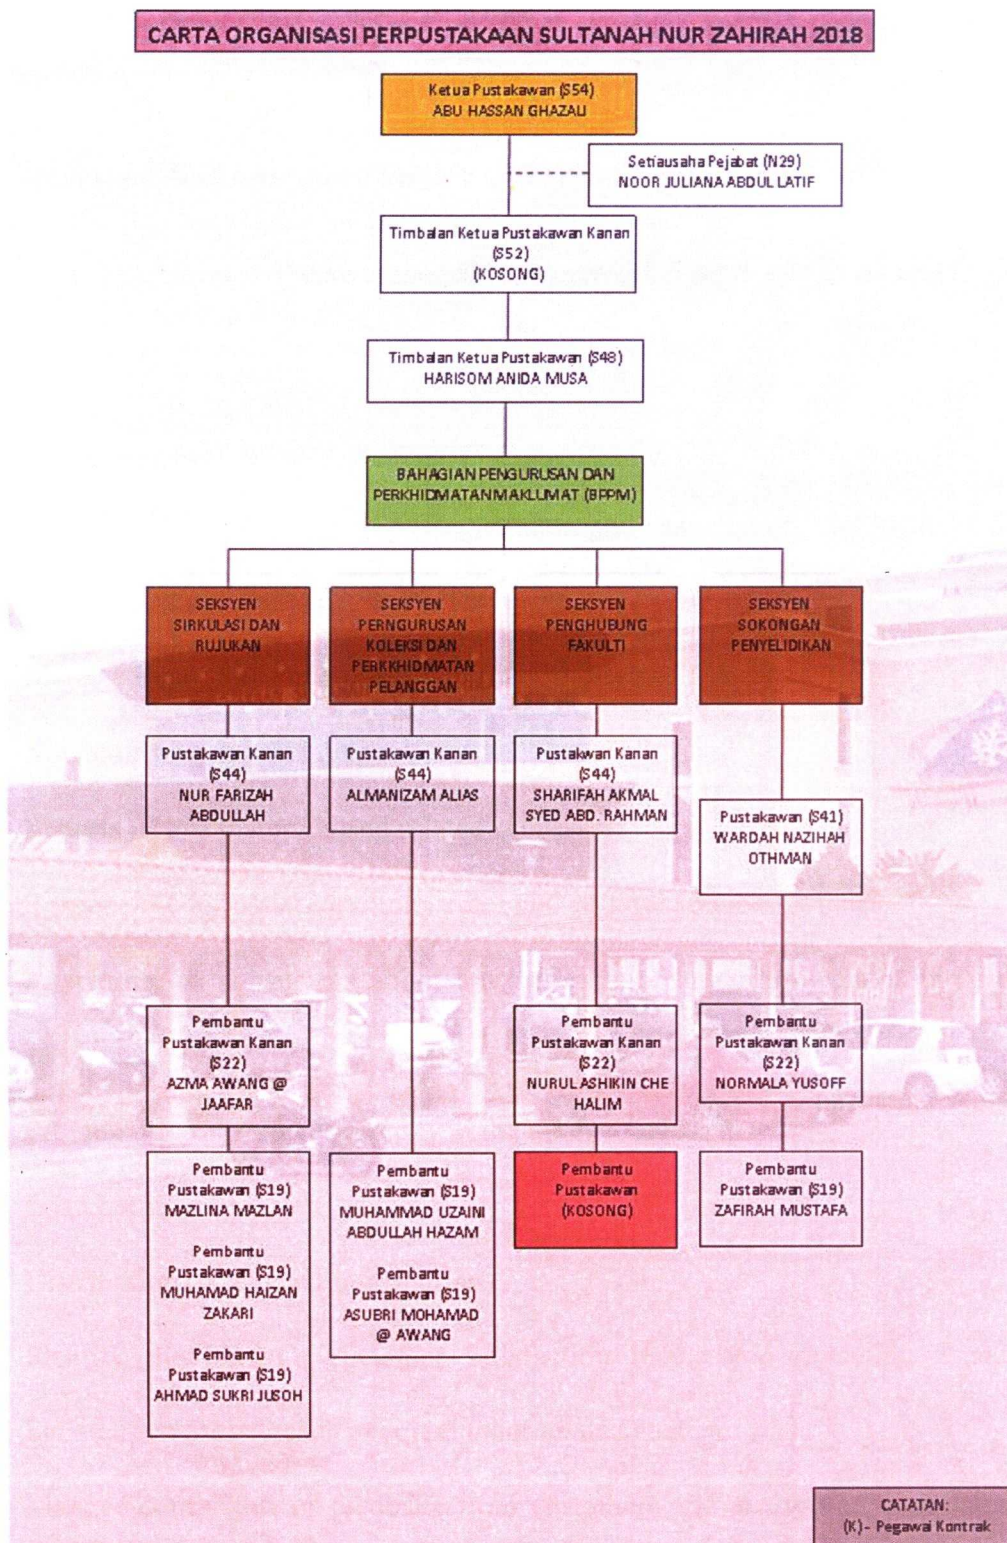 CARTA ORGANISASI PERPUSTAKAAN SULTANAH NUR ZAHIRAH 2018
Ketua Pustakawan (S54)
ABU HASSAN GHAZALI
Setiausaha Pejabat (N29)
NOOR JULIANA ABDUL LATIF
Timbalan Ketua Pustakawan Kanan
(S52)
(KOSONG)
Timbalan Ketua Pustakawan (S48)
HARISOM ANIDA MUSA
BAHAGIAN PENGURUSAN DAN
PERKHIDMATAN MAKLUMAT (BPPM)
SEKSYEN
SIRKULASI DAN
RUJUKAN
SEKSYEN
PERNGURUSAN
KOLEKSI DAN
PERKKHIDMATAN
PELANGGAN
SEKSYEN
PENGHUBUNG
FAKULTI
SEKSYEN
SOKONGAN
PENYELIDIKAN
Pustakawan Kanan
(S44)
NUR FARIZAH
ABDULLAH
Pustakawan Kanan
(S44)
ALMANIZAM ALIAS
Pustakwan Kanan
(S44)
SHARIFAH AKMAL
SYED ABD. RAHMAN
Pustakawan (S41)
WARDAH NAZIHAH
OTHMAN
Pembantu
Pustakawan Kanan
(S22)
AZMA AWANG @
JAAFAR
Pembantu
Pustakawan Kanan
(S22)
NURUL ASHIKIN CHE
HALIM
Pembantu
Pustakawan Kanan
(S22)
NORMALA YUSOFF
Pembantu
Pustakawan (S19)
MAZLINA MAZLAN
Pembantu
Pustakawan (S19)
MUHAMAD HAIZAN
ZAKARI
Pembantu
Pustakawan (S19)
AHMAD SUKRI JUSOH
Pembantu
Pustakawan (S19)
MUHAMMAD UZAINI
ABDULLAH HAZAM
Pembantu
Pustakawan (S19)
ASUBRI MOHAMAD
@ AWANG
Pembantu
Pustakawan
(KOSONG)
Pembantu
Pustakawan (S19)
ZAFIRAH MUSTAFA
CATATAN:
(K)- Pegawai Kontrak